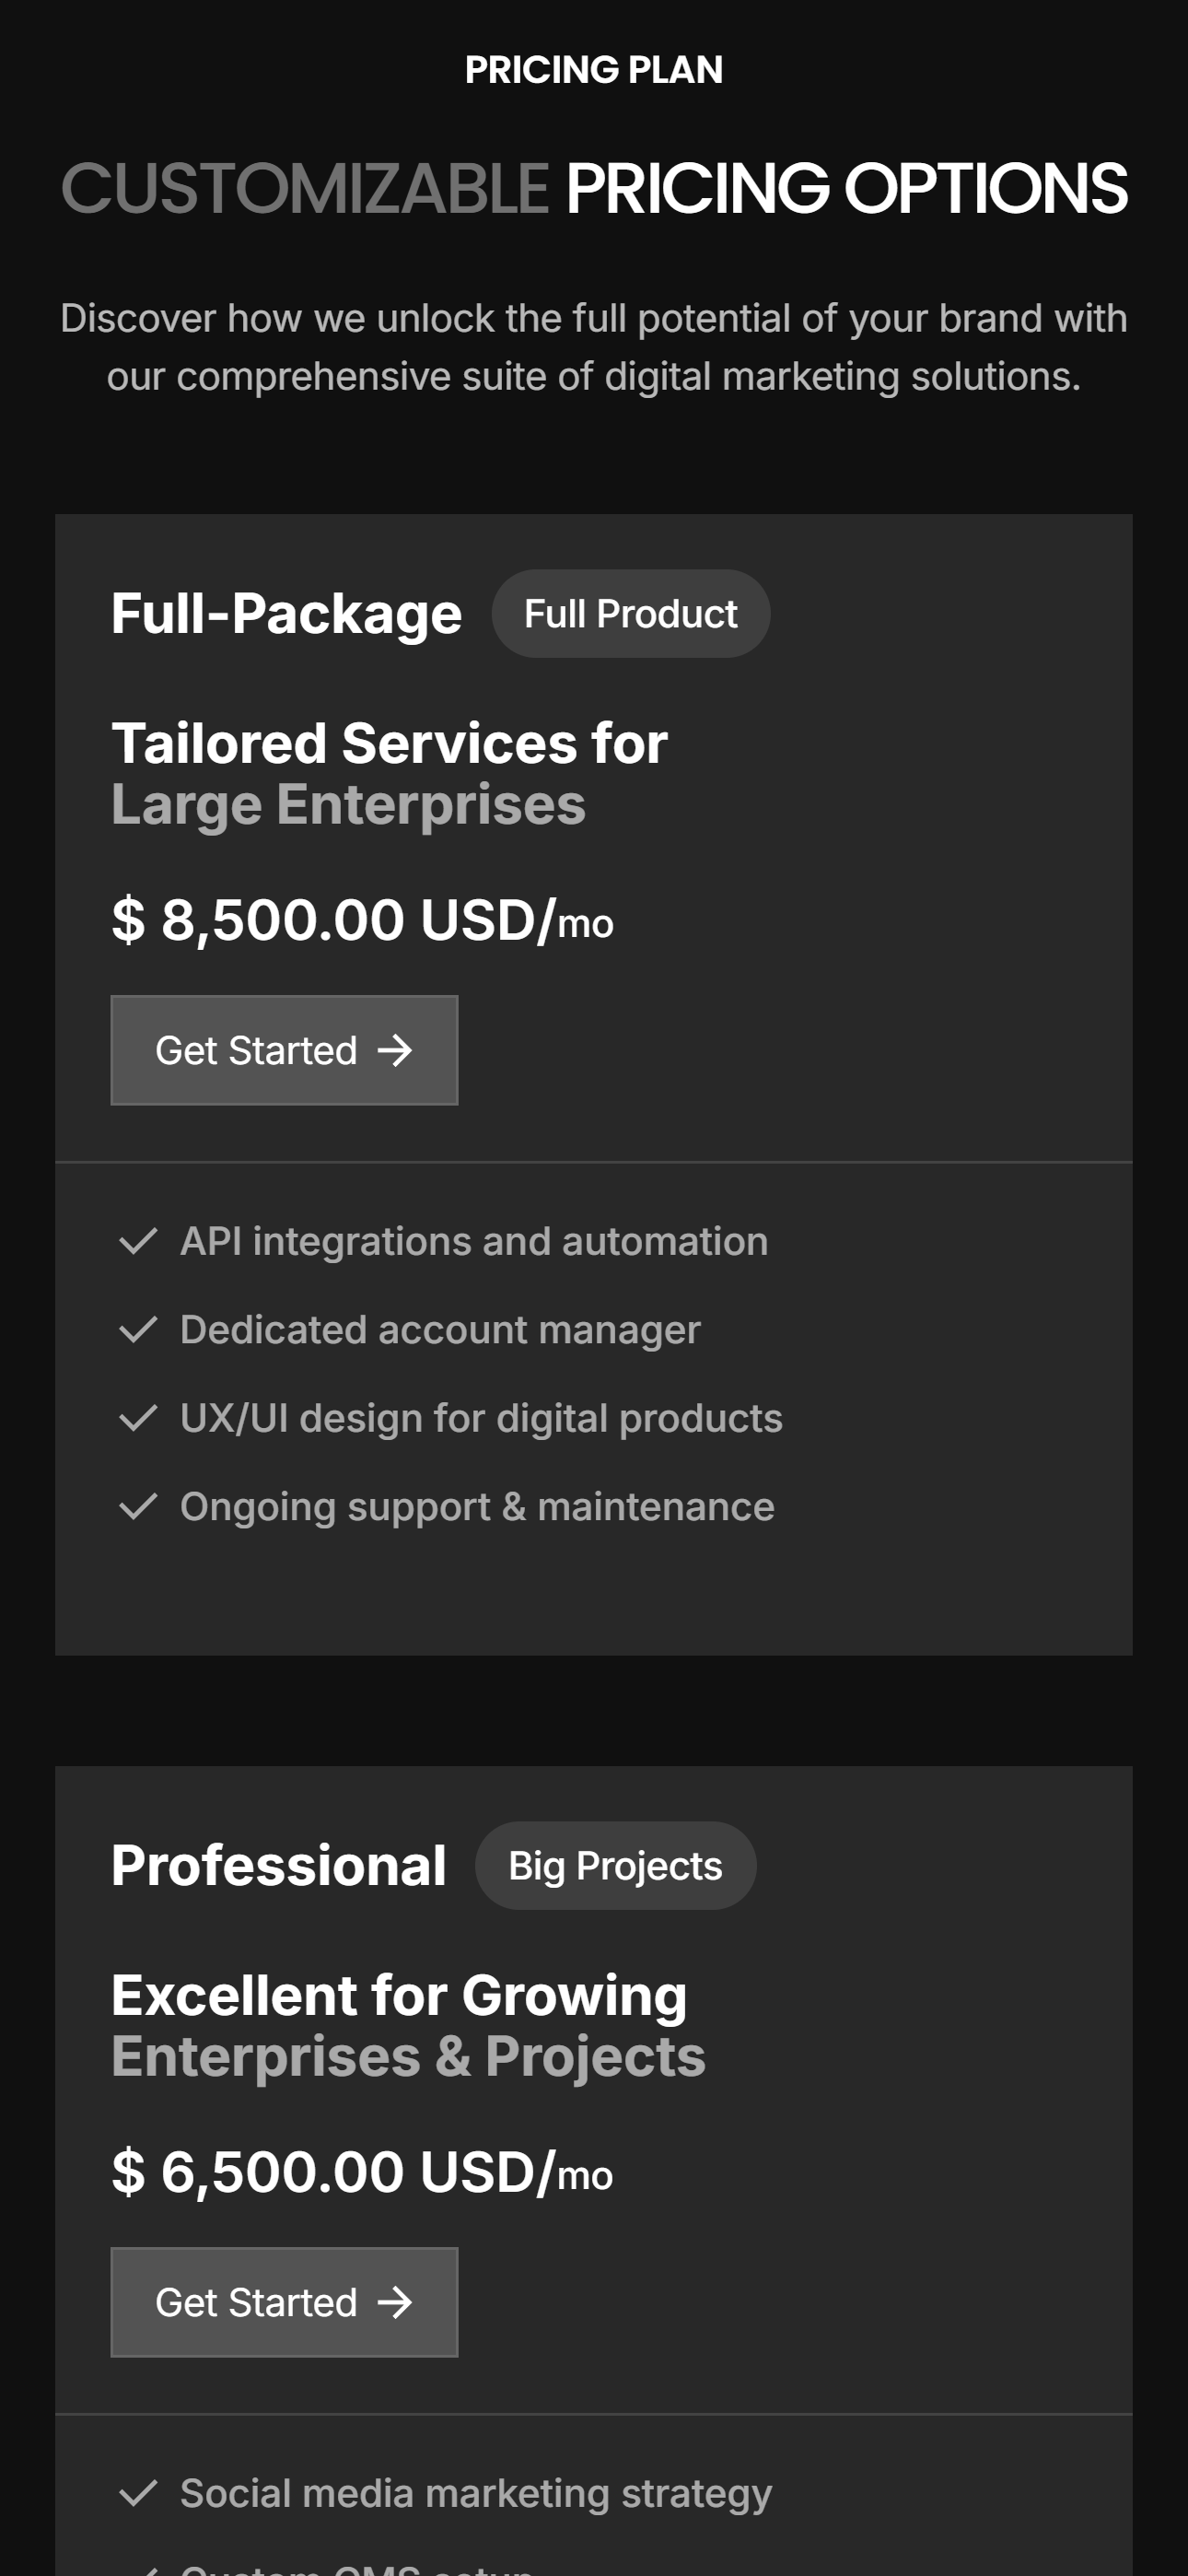 PRICING PLAN
CUSTOMIZABLE PRICING OPTIONS
Discover how we unlock the full potential of your brand with
our comprehensive suite of digital marketing solutions.
Full-Package
Full Product
Tailored Services for
Large Enterprises
$ 8,500.00 USD/mo
Get Started
API integrations and automation
Dedicated account manager
UX/UI design for digital products
Ongoing support & maintenance
Professional
Big Projects
Excellent for Growing
Enterprises & Projects
$ 6,500.00 USD/mo
Get Started
Social media marketing strategy
Custom CMS setup